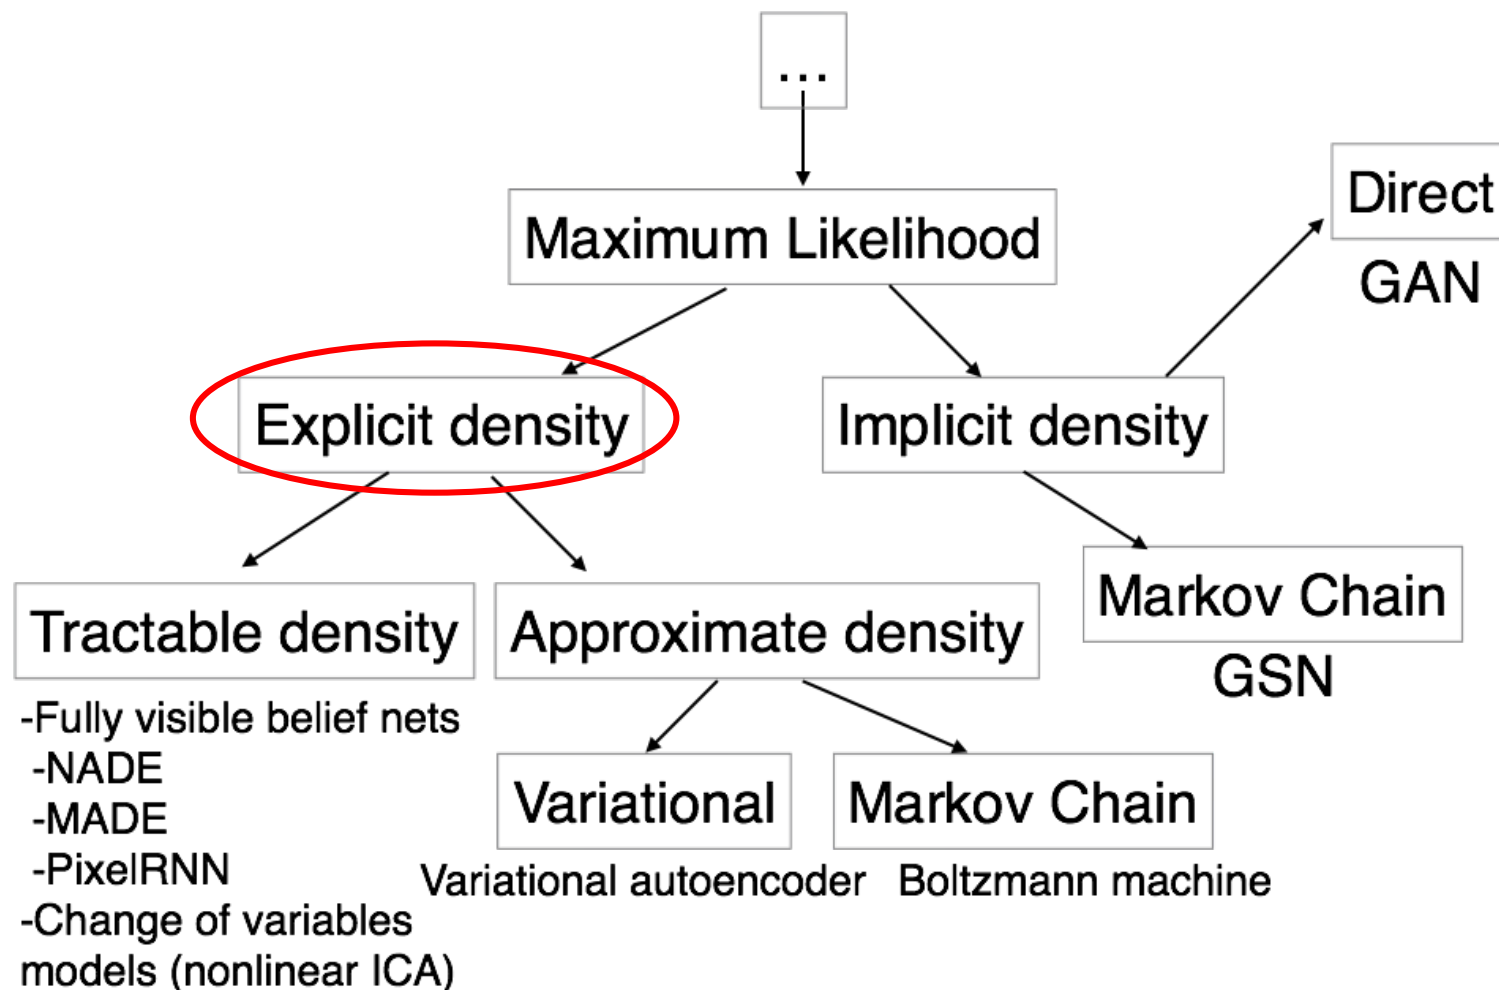 ...
Maximum Likelihood
Direct
GAN
Explicit density
Implicit density
Tractable density
Approximate density
Markov Chain
GSN
-Fully visible belief nets
-NADE
-MADE
-PixelRNN
-Change of variables
models (nonlinear ICA)
Variational
Markov Chain
Variational autoencoder
Boltzmann machine